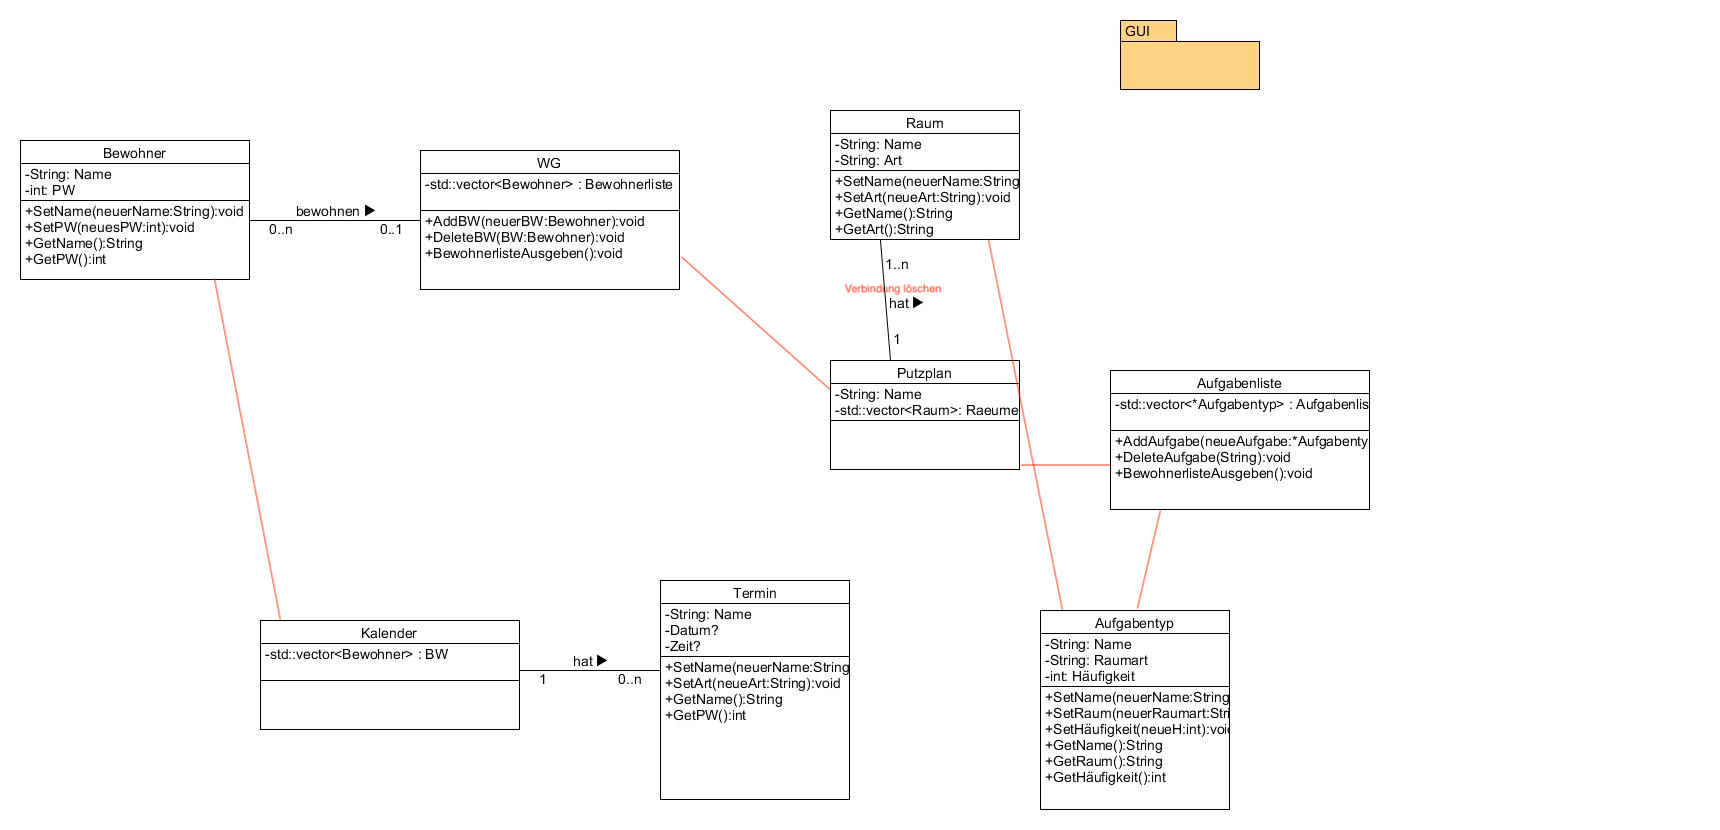 GUI
Bewohner
-String: Name
-int: PW
+SetName(neuerName:String):void
+SetPW(neuesPW:int):void
+GetName():String
+GetPW():int
bewohnen ▶
0..n
0..1
WG
-std::vector<Bewohner> : Bewohnerliste
+AddBW(neuerBW:Bewohner):void
+DeleteBW(BW:Bewohner):void
+BewohnerlisteAusgeben():void
Raum
-String: Name
-String: Art
+SetName(neuerName:String
+SetArt(neueArt:String):void
+GetName():String
+GetArt():String
1..n
Verbindung löschen
hat ▶
1
Putzplan
-String: Name
-std::vector<Raum>: Raeume
Aufgabenliste
-std::vector<*Aufgabentyp> : Aufgabenlis
+AddAufgabe(neueAufgabe:*Aufgabenty
+DeleteAufgabe(String):void
+BewohnerlisteAusgeben():void
Kalender
-std::vector<Bewohner> : BW
hat ▶
1
0..n
Termin
-String: Name
-Datum?
-Zeit?
+SetName(neuerName:String
+SetArt(neueArt:String):void
+GetName():String
+GetPW():int
Aufgabentyp
-String: Name
-String: Raumart
-int: Häufigkeit
+SetName(neuerName:String
+SetRaum(neuerRaumart:Stri
+SetHäufigkeit(neueH:int):voi
+GetName():String
+GetRaum():String
+GetHäufigkeit():int